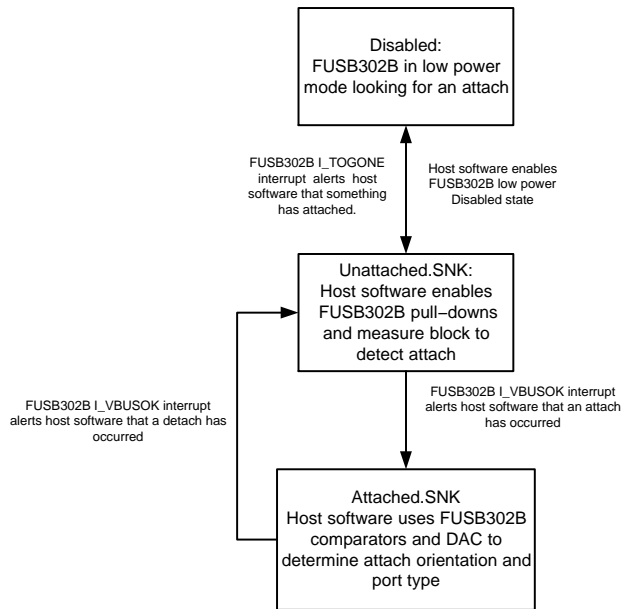 Disabled:
FUSB302B in low power
mode looking for an attach
FUSB302B I_TOGONE
interrupt alerts host
software that something
has attached.
Host software enables
FUSB302B low power
Disabled state
Unattached.SNK:
Host software enables
FUSB302B pull−downs
and measure block to
detect attach
FUSB302B I_VBUSOK interrupt
alerts host software that a detach has
occurred
FUSB302B I_VBUSOK interrupt
alerts host software that an attach
has occurred
Attached.SNK
Host software uses FUSB302B
comparators and DAC to
determine attach orientation and
port type